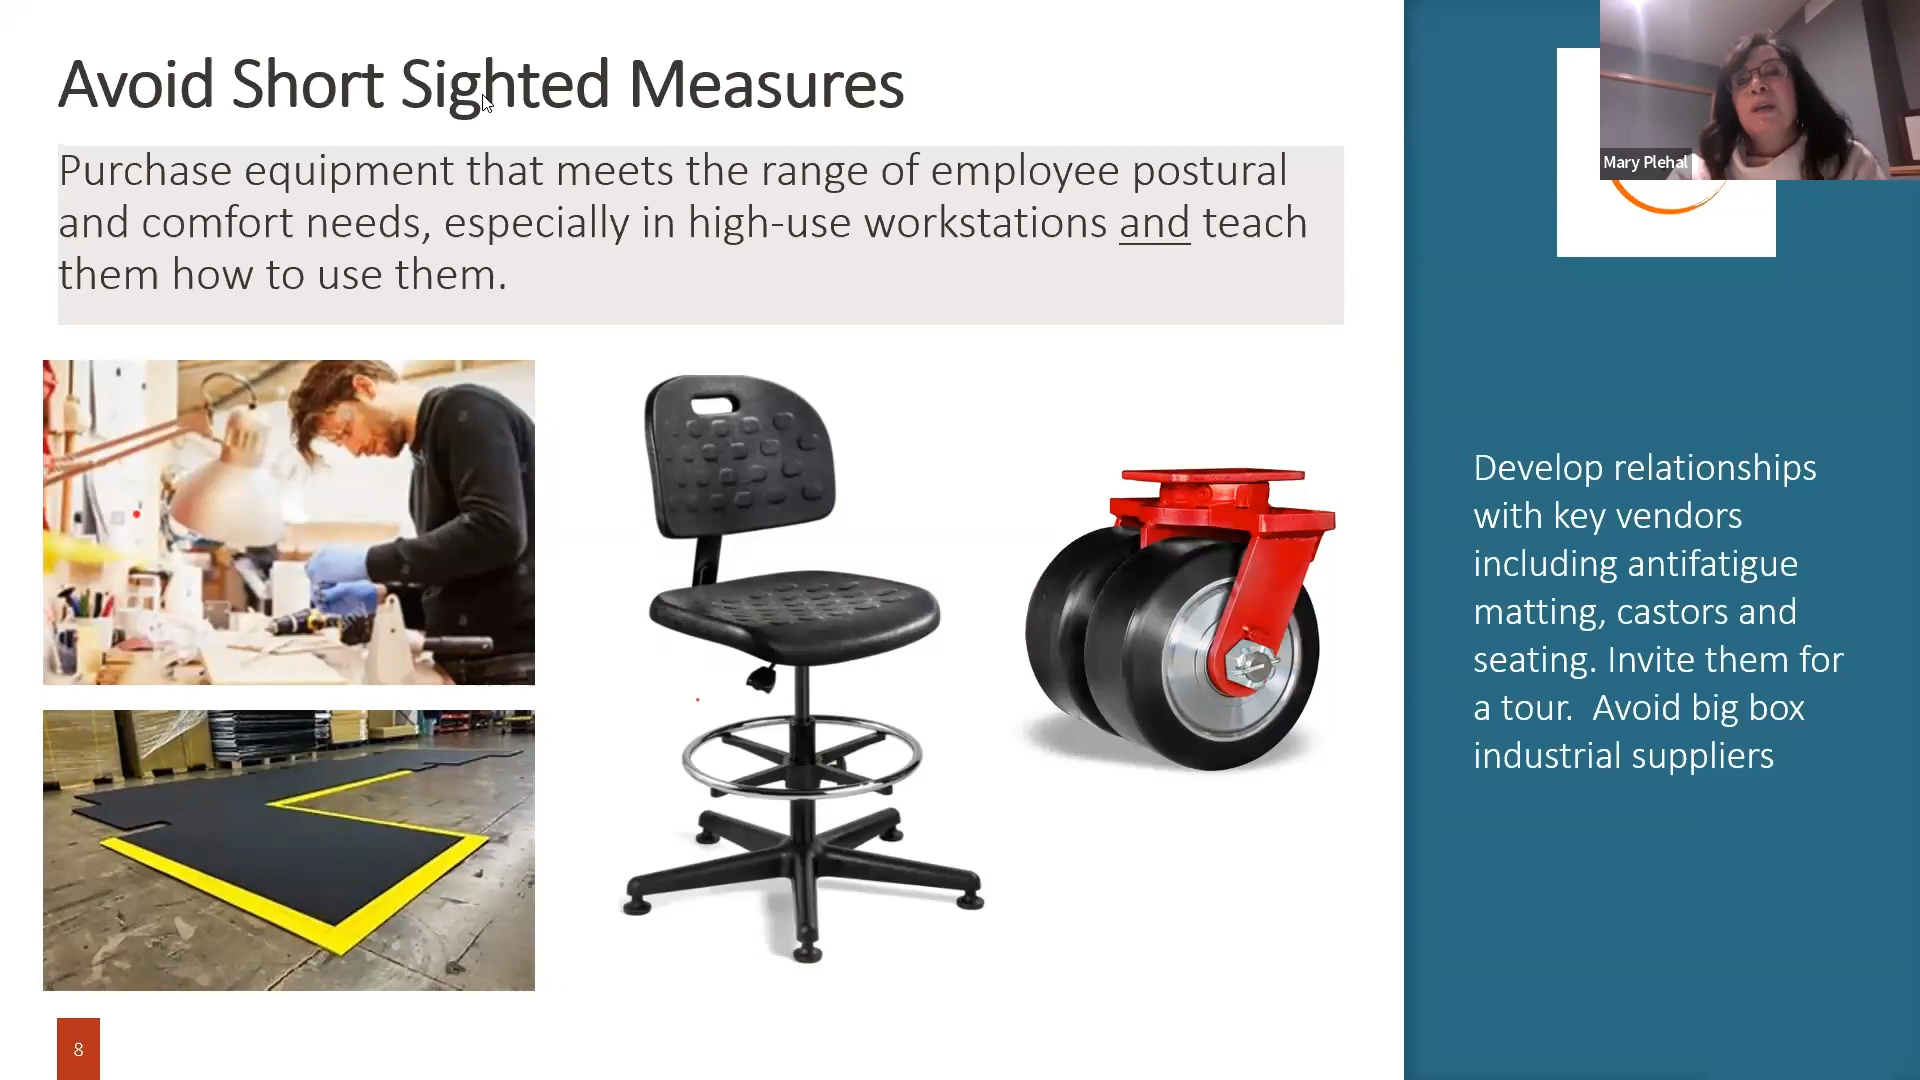 Avoid Short Sighted Measures
Purchase equipment that meets the range of employee postural
and comfort needs, especially in high-use workstations and teach
them how to use them.
Mary Plehal
Develop relationships
with key vendors
including antifatigue
matting, castors and
seating. Invite them for
a tour.  Avoid big box
industrial suppliers
8